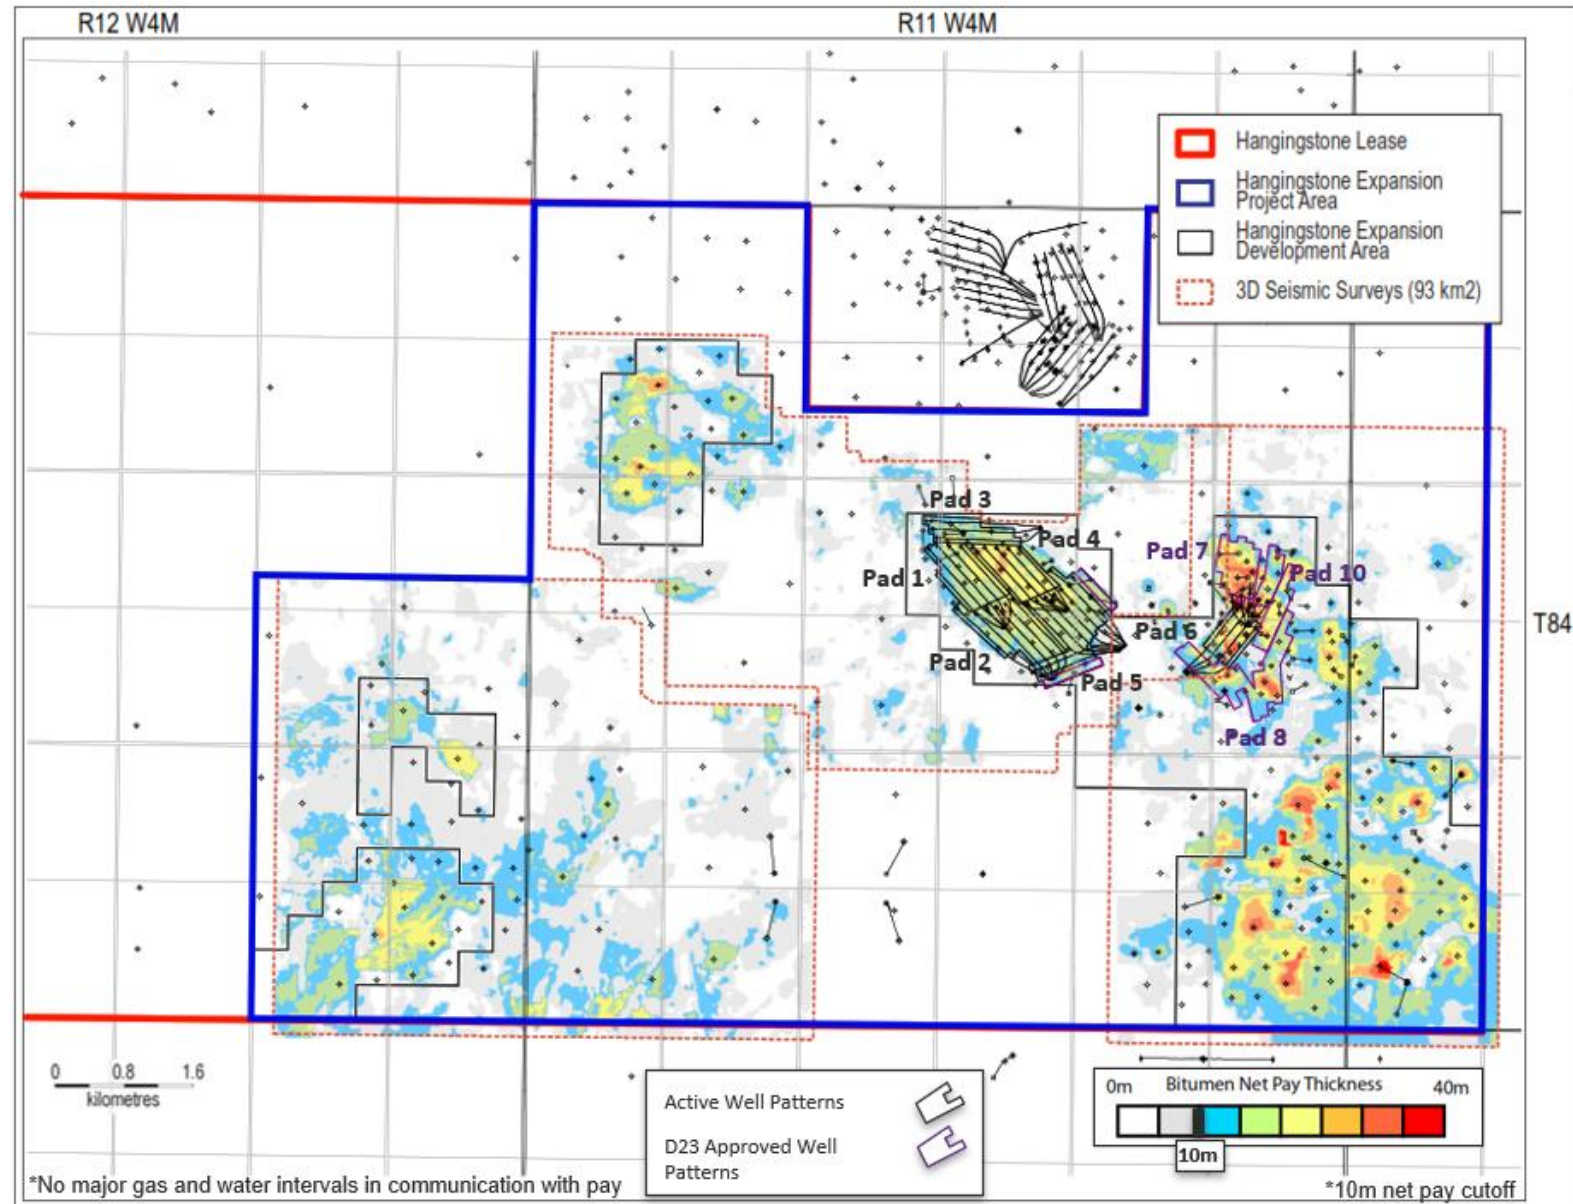 R12 W4M
R11 W4M
Hangingstone Lease
Hangingstone Expansion
Project Area
Hangingstone Expansion
Development Area
3D Seismic Surveys (93 km2)
Pad 3
Pad 4
Pad 7
Pad 1
Pad 10
T84
Pad 6
Pad 2
Pad 5
Pad 8
0 0.8 1.6
kilometres
Active Well Patterns
D23 Approved Well
Patterns
0m Bitumen Net Pay Thickness 40m
10m
*No major gas and water intervals in communication with pay
*10m net pay cutoff